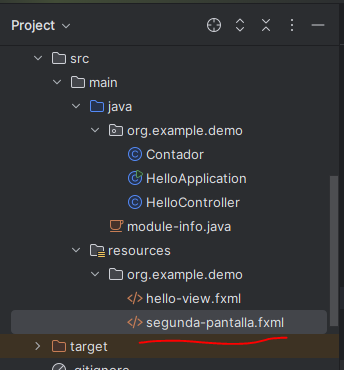 Project
src
main
java
org.example.demo
Contador
HelloApplication
HelloController
module-info.java
resources
org.example.demo
hello-view.fxml
segunda-pantalla.fxml
target
.gitignore